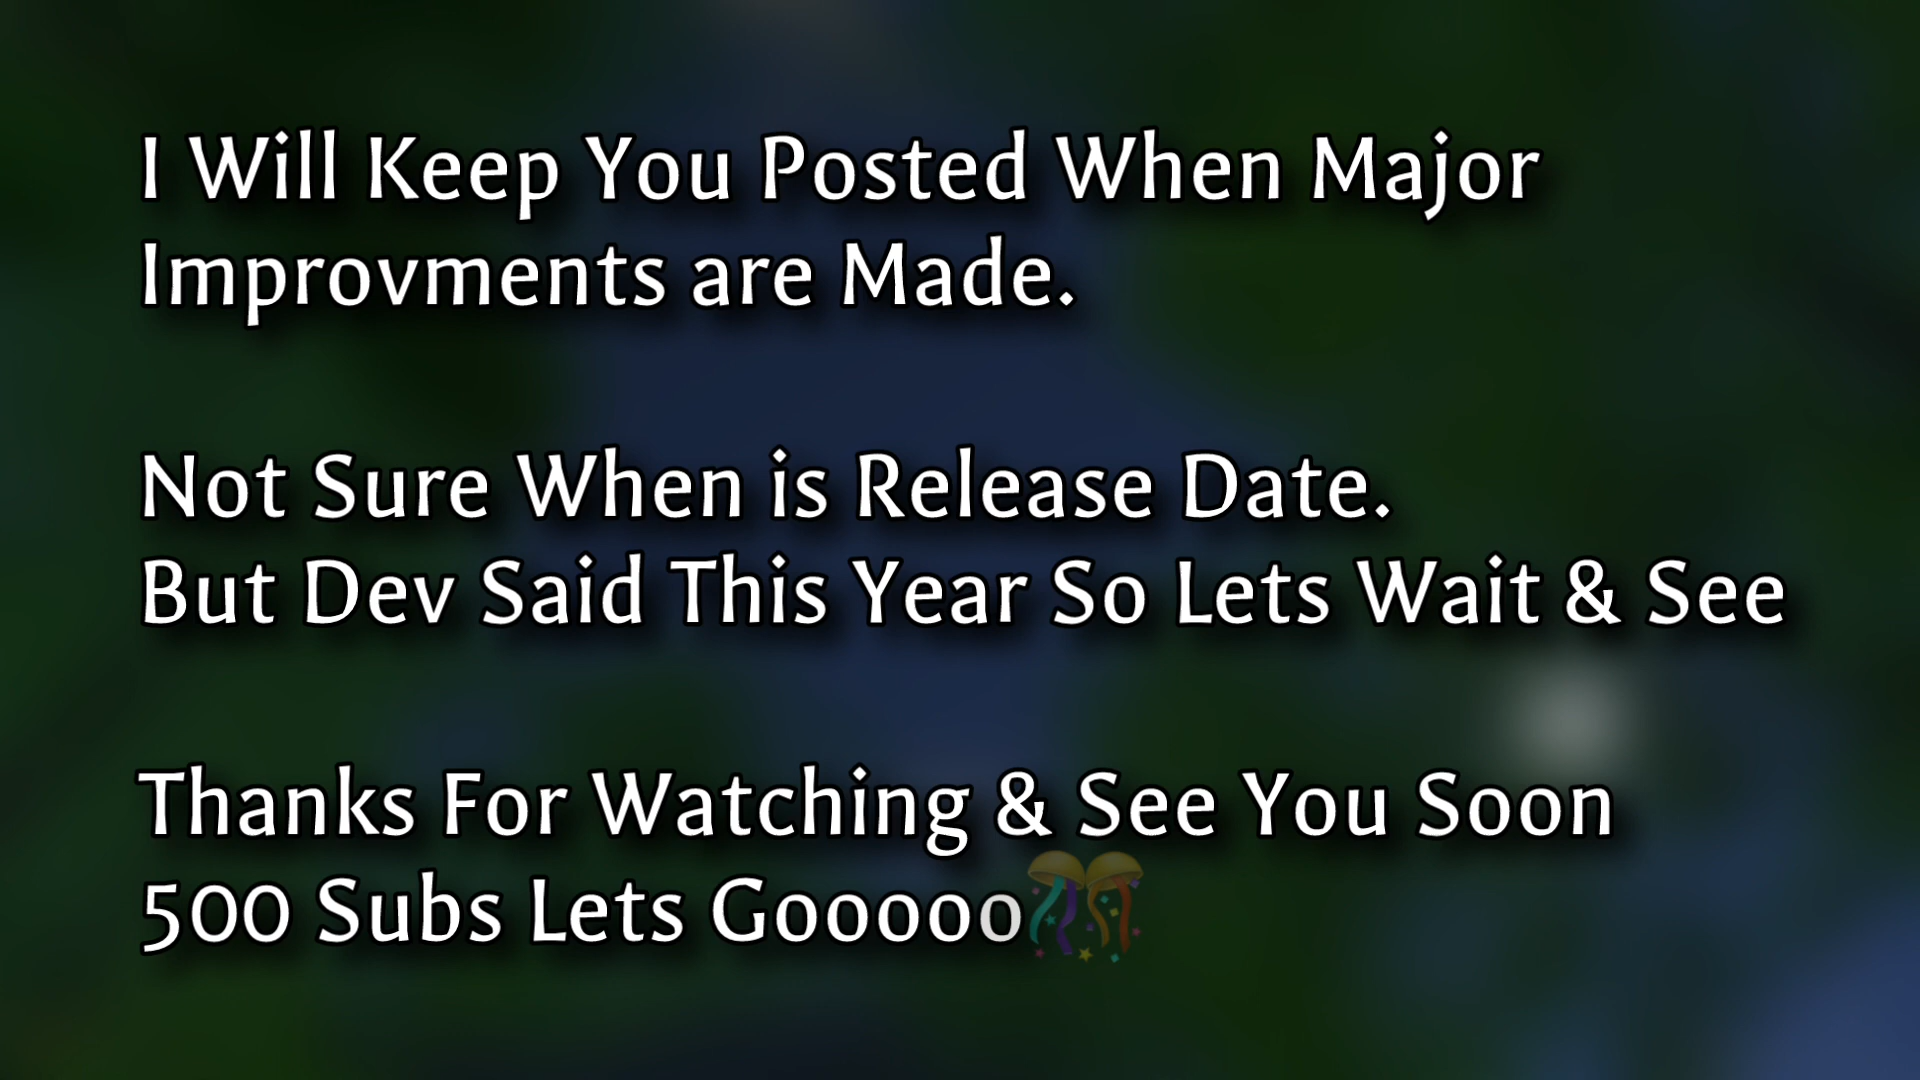 I Will Keep You Posted When Major
Improvments are Made.
Not Sure When is Release Date.
But Dev Said This Year So Lets Wait & See
Thanks For Watching & See You Soon
500 Subs Lets Gooooo🎊